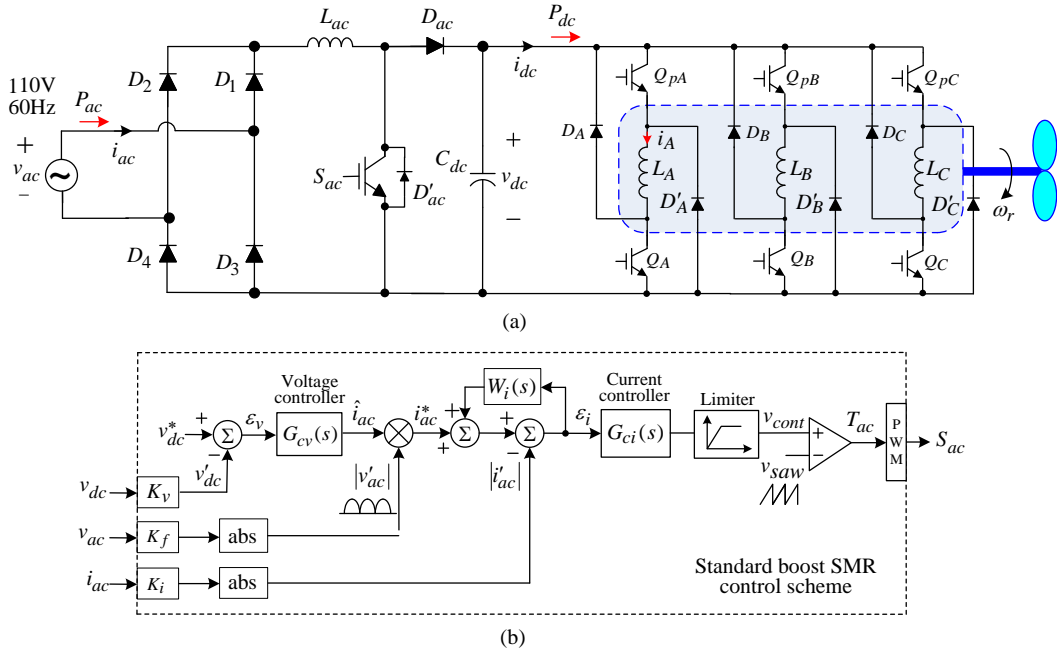 L_ac
D_ac
P_dc
i_dc
110V
60Hz
P_ac
i_ac
v_ac
+
−
D_2
D_1
D_4
D_3
S_ac
D'_ac
C_dc
+
v_dc
−
Q_pA
Q_pB
Q_pC
D_A
i_A
D_B
D_C
L_A
L_B
L_C
D'_A
D'_B
D'_C
ω_r
Q_A
Q_B
Q_C
(a)
Voltage
controller
W_i(s)
Current
controller
Limiter
v*_dc
+
Σ
−
ε_v
G_cv(s)
î_ac
i*_ac
+
+
Σ
+
Σ
−
ε_i
G_ci(s)
v_cont
+
−
T_ac
PWM
S_ac
v'_dc
|v'_ac|
|i'_ac|
v_saw
v_dc
K_v
v_ac
K_f
abs
i_ac
K_i
abs
Standard boost SMR
control scheme
(b)